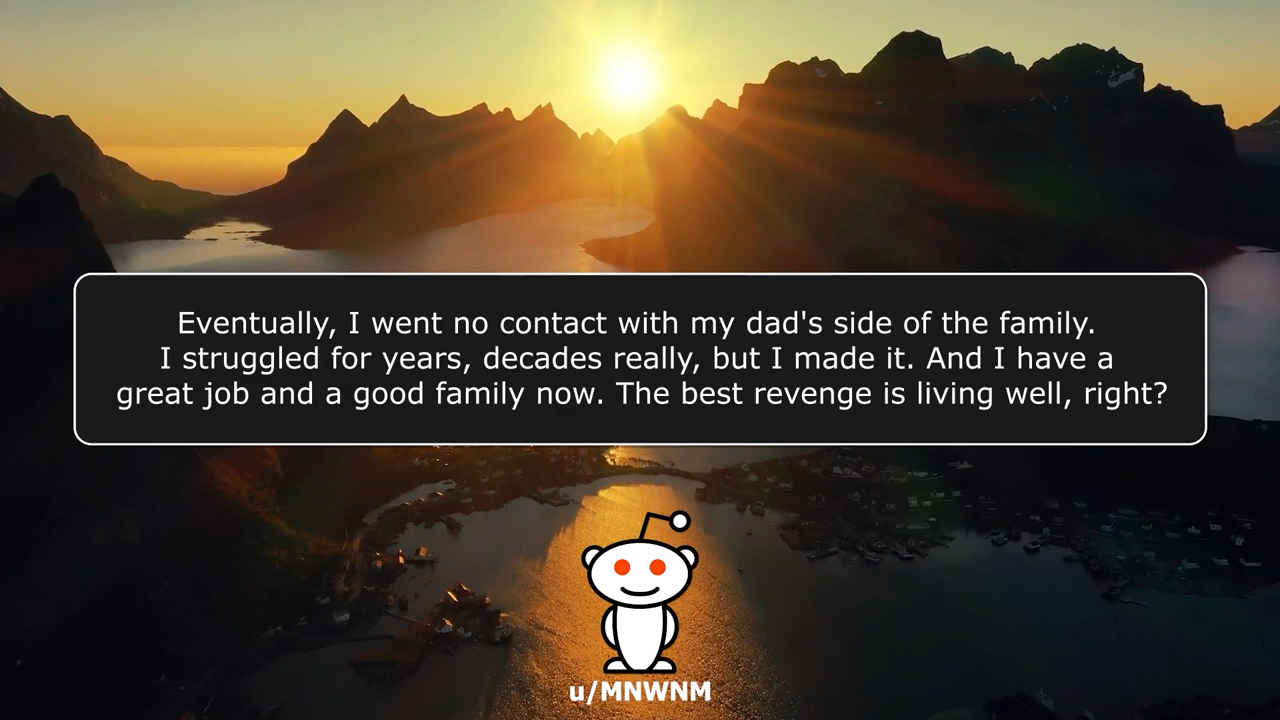 Eventually, I went no contact with my dad's side of the family.
I struggled for years, decades really, but I made it. And I have a
great job and a good family now. The best revenge is living well, right?
u/MNWNM